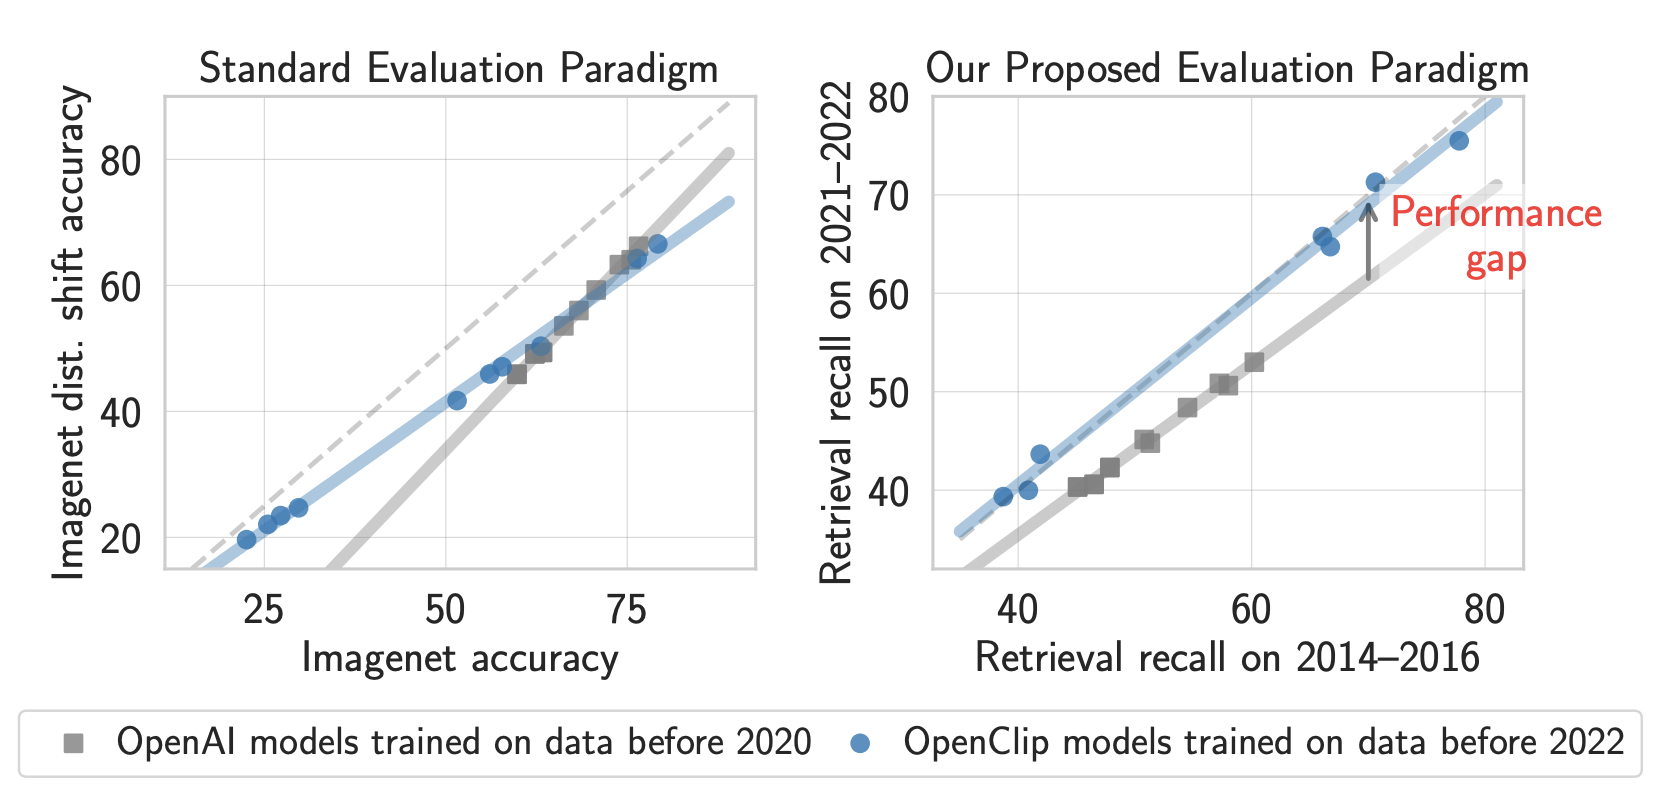 Standard Evaluation Paradigm
Imagenet dist. shift accuracy
80
60
40
20
25 50 75
Imagenet accuracy
Our Proposed Evaluation Paradigm
Retrieval recall on 2021–2022
80
70
60
50
40
Performance
gap
40 60 80
Retrieval recall on 2014–2016
OpenAI models trained on data before 2020
OpenClip models trained on data before 2022